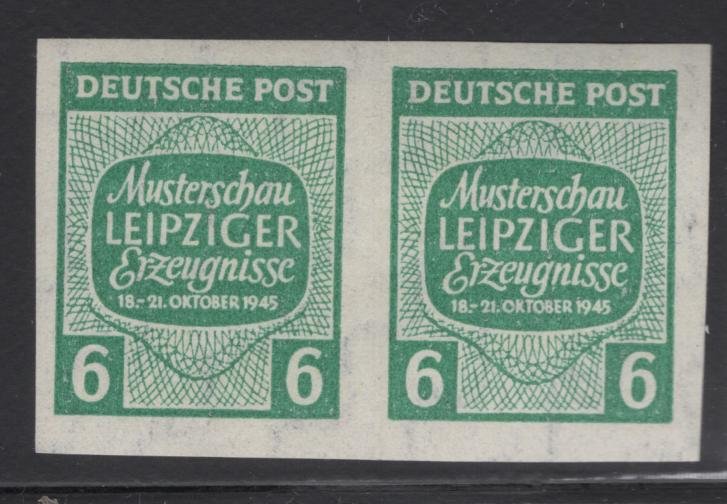 DEUTSCHE POST
Musterschau
LEIPZIGER
Erzeugnisse
18.-21. OKTOBER 1945
6 6
DEUTSCHE POST
Musterschau
LEIPZIGER
Erzeugnisse
18.-21. OKTOBER 1945
6 6